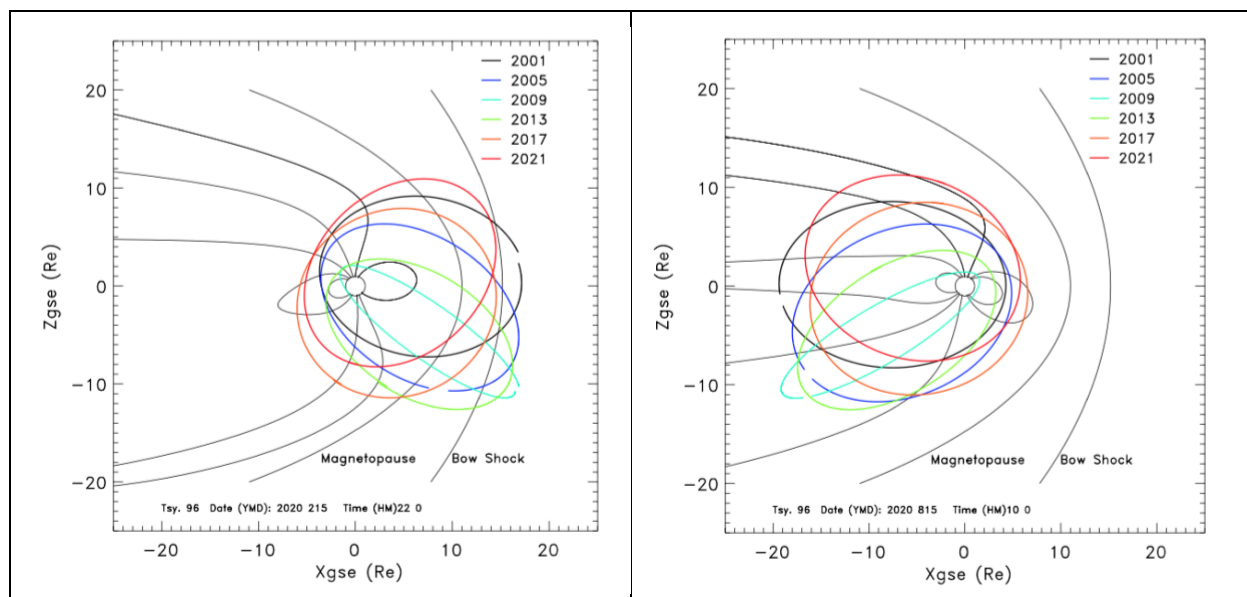 2001
2005
2009
2013
2017
2021
20
10
0
−10
−20
Zgse (Re)
Magnetopause Bow Shock
Tsy. 96 Date (YMD): 2020 215 Time (HM)22 0
−20 −10 0 10 20
Xgse (Re)
2001
2005
2009
2013
2017
2021
20
10
0
−10
−20
Zgse (Re)
Magnetopause Bow Shock
Tsy. 96 Date (YMD): 2020 815 Time (HM)10 0
−20 −10 0 10 20
Xgse (Re)